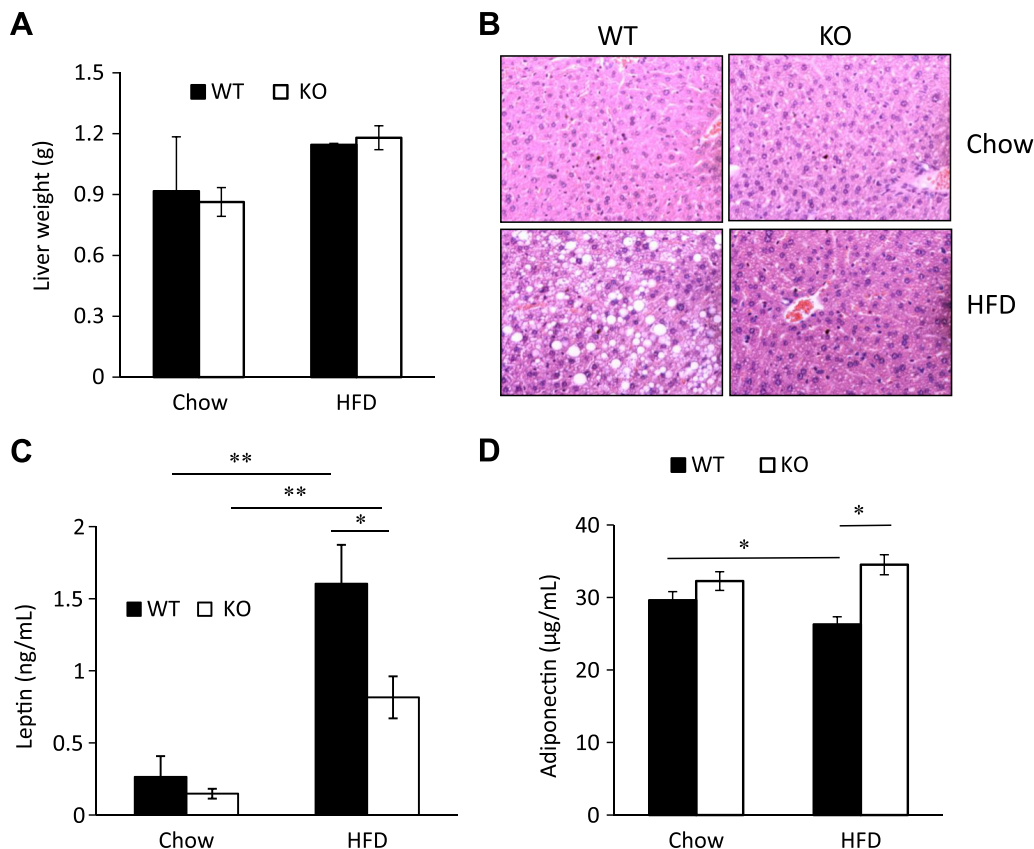 A
1.5
1.2
0.9
0.6
0.3
0
Liver weight (g)
WT KO
Chow HFD
B
WT KO
Chow
HFD
C
**
**
*
2
1.5
1
0.5
0
Leptin (ng/mL)
WT KO
Chow HFD
D
WT KO
*
*
40
30
20
10
0
Adiponectin (µg/mL)
Chow HFD